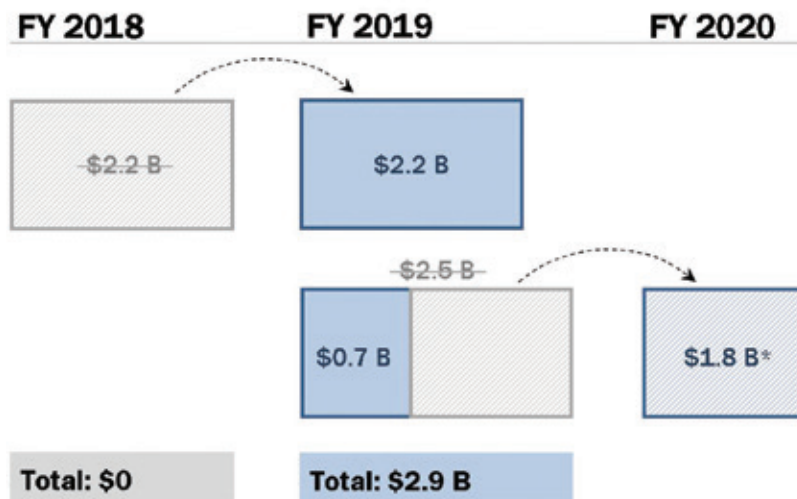 FY 2018 FY 2019 FY 2020
$2.2 B $2.2 B
$2.5 B
$0.7 B $1.8 B*
Total: $0 Total: $2.9 B